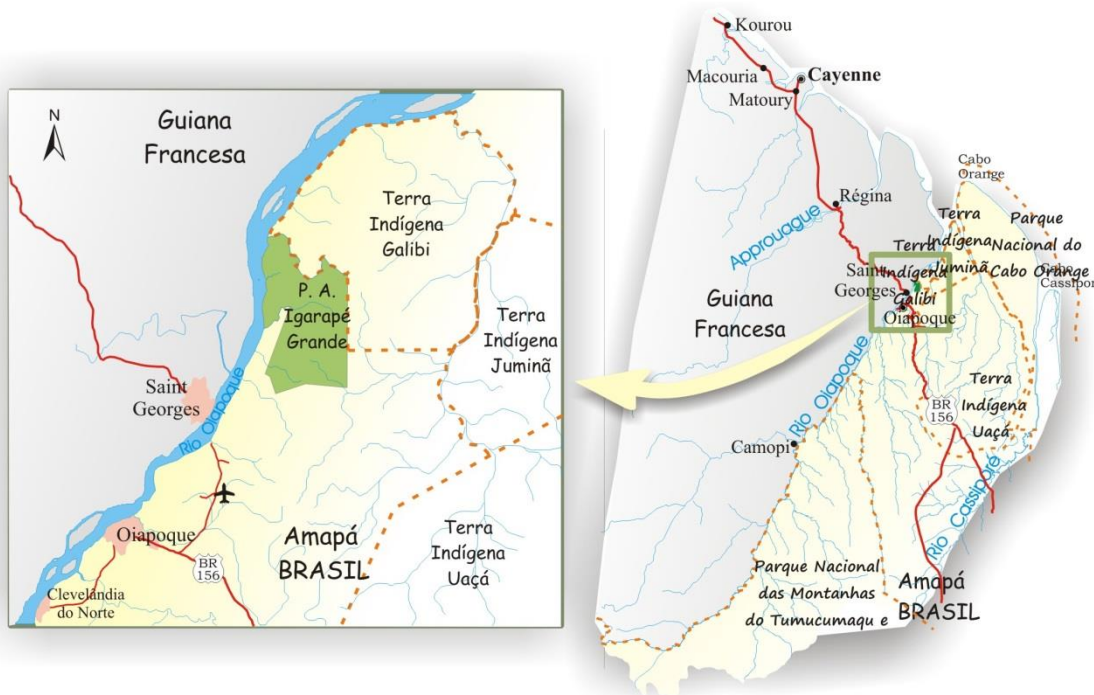 N
Guiana
Francesa
Terra
Indígena
Galibi
P. A.
Igarapé
Grande
Terra
Indígena
Juminã
Saint
Georges
Rio Oiapoque
Oiapoque
BR
156
Clevelândia
do Norte
Amapá
BRASIL
Terra
Indígena
Uaçá
Kourou
Macouria
Cayenne
Matoury
Régina
Approuague
Cabo
Orange
Parque
Nacional do
Cabo Orange
Terra
Indígena
Juminã
Terra
Indígena
Galibi
Cabo
Cassipor
Saint
Georges
Oiapoque
Guiana
Francesa
Rio Oiapoque
Camopi
BR
156
Terra
Indígena
Uaçá
Rio Cassiporé
Parque Nacional
das Montanhas
do Tumucumaqu e
Amapá
BRASIL